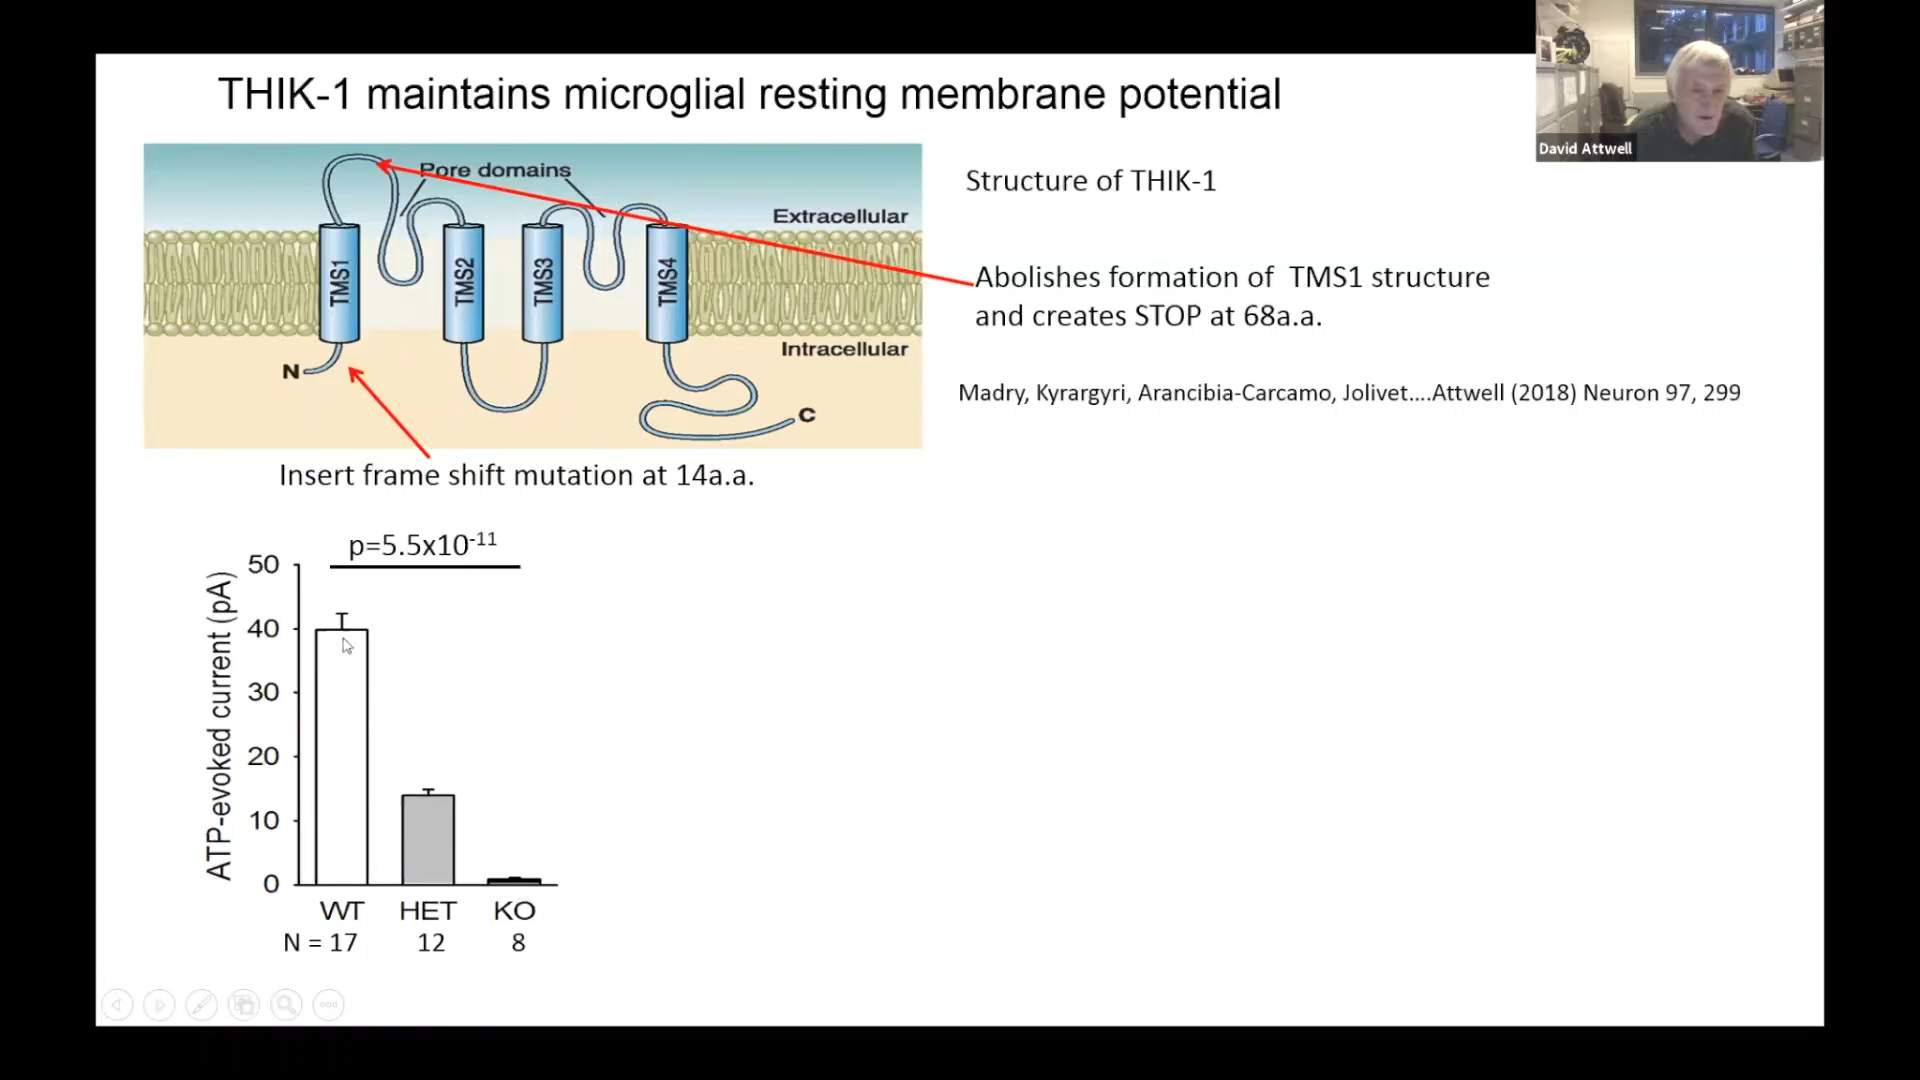 THIK-1 maintains microglial resting membrane potential
David Attwell
Pore domains
Extracellular
TMS1
TMS2
TMS3
TMS4
Intracellular
N
C
Structure of THIK-1
Abolishes formation of TMS1 structure
and creates STOP at 68a.a.
Madry, Kyrargyri, Arancibia-Carcamo, Jolivet....Attwell (2018) Neuron 97, 299
Insert frame shift mutation at 14a.a.
p=5.5x10⁻¹¹
ATP-evoked current (pA)
50
40
30
20
10
0
WT HET KO
N = 17 12 8